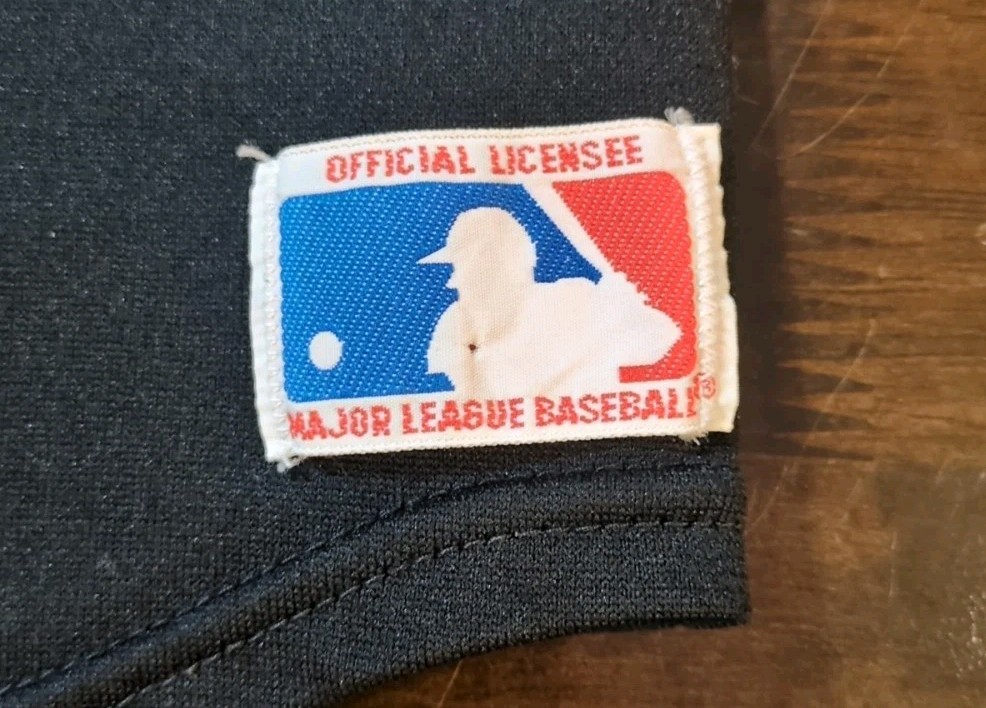 OFFICIAL LICENSEE
MAJOR LEAGUE BASEBALL®